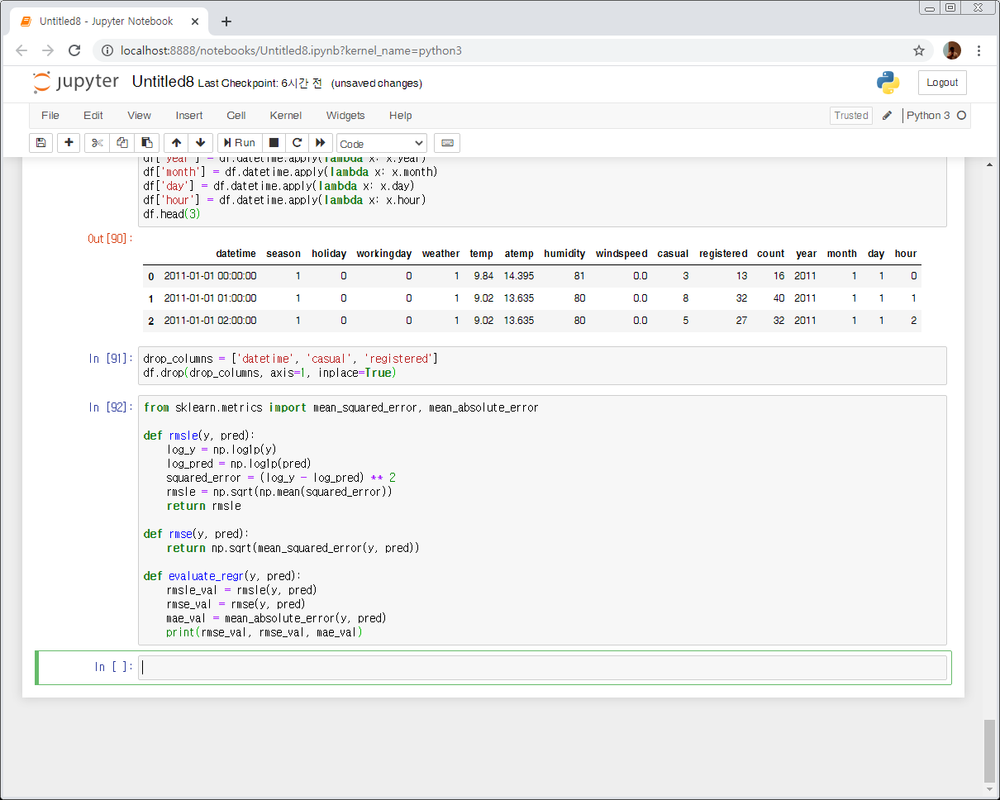 Untitled8 - Jupyter Notebook
localhost:8888/notebooks/Untitled8.ipynb?kernel_name=python3
jupyter Untitled8 Last Checkpoint: 6시간 전 (unsaved changes) Logout
File Edit View Insert Cell Kernel Widgets Help Trusted Python 3
Run Code
df['year'] = df.datetime.apply(lambda x: x.year)
df['month'] = df.datetime.apply(lambda x: x.month)
df['day'] = df.datetime.apply(lambda x: x.day)
df['hour'] = df.datetime.apply(lambda x: x.hour)
df.head(3)
Out[90]:
datetime season holiday workingday weather temp atemp humidity windspeed casual registered count year month day hour
0 2011-01-01 00:00:00 1 0 0 1 9.84 14.395 81 0.0 3 13 16 2011 1 1 0
1 2011-01-01 01:00:00 1 0 0 1 9.02 13.635 80 0.0 8 32 40 2011 1 1 1
2 2011-01-01 02:00:00 1 0 0 1 9.02 13.635 80 0.0 5 27 32 2011 1 1 2
In [91]: drop_columns = ['datetime', 'casual', 'registered']
df.drop(drop_columns, axis=1, inplace=True)
In [92]: from sklearn.metrics import mean_squared_error, mean_absolute_error
def rmsle(y, pred):
log_y = np.log1p(y)
log_pred = np.log1p(pred)
squared_error = (log_y - log_pred) ** 2
rmsle = np.sqrt(np.mean(squared_error))
return rmsle
def rmse(y, pred):
return np.sqrt(mean_squared_error(y, pred))
def evaluate_regr(y, pred):
rmsle_val = rmsle(y, pred)
rmse_val = rmse(y, pred)
mae_val = mean_absolute_error(y, pred)
print(rmse_val, rmse_val, mae_val)
In [ ]: